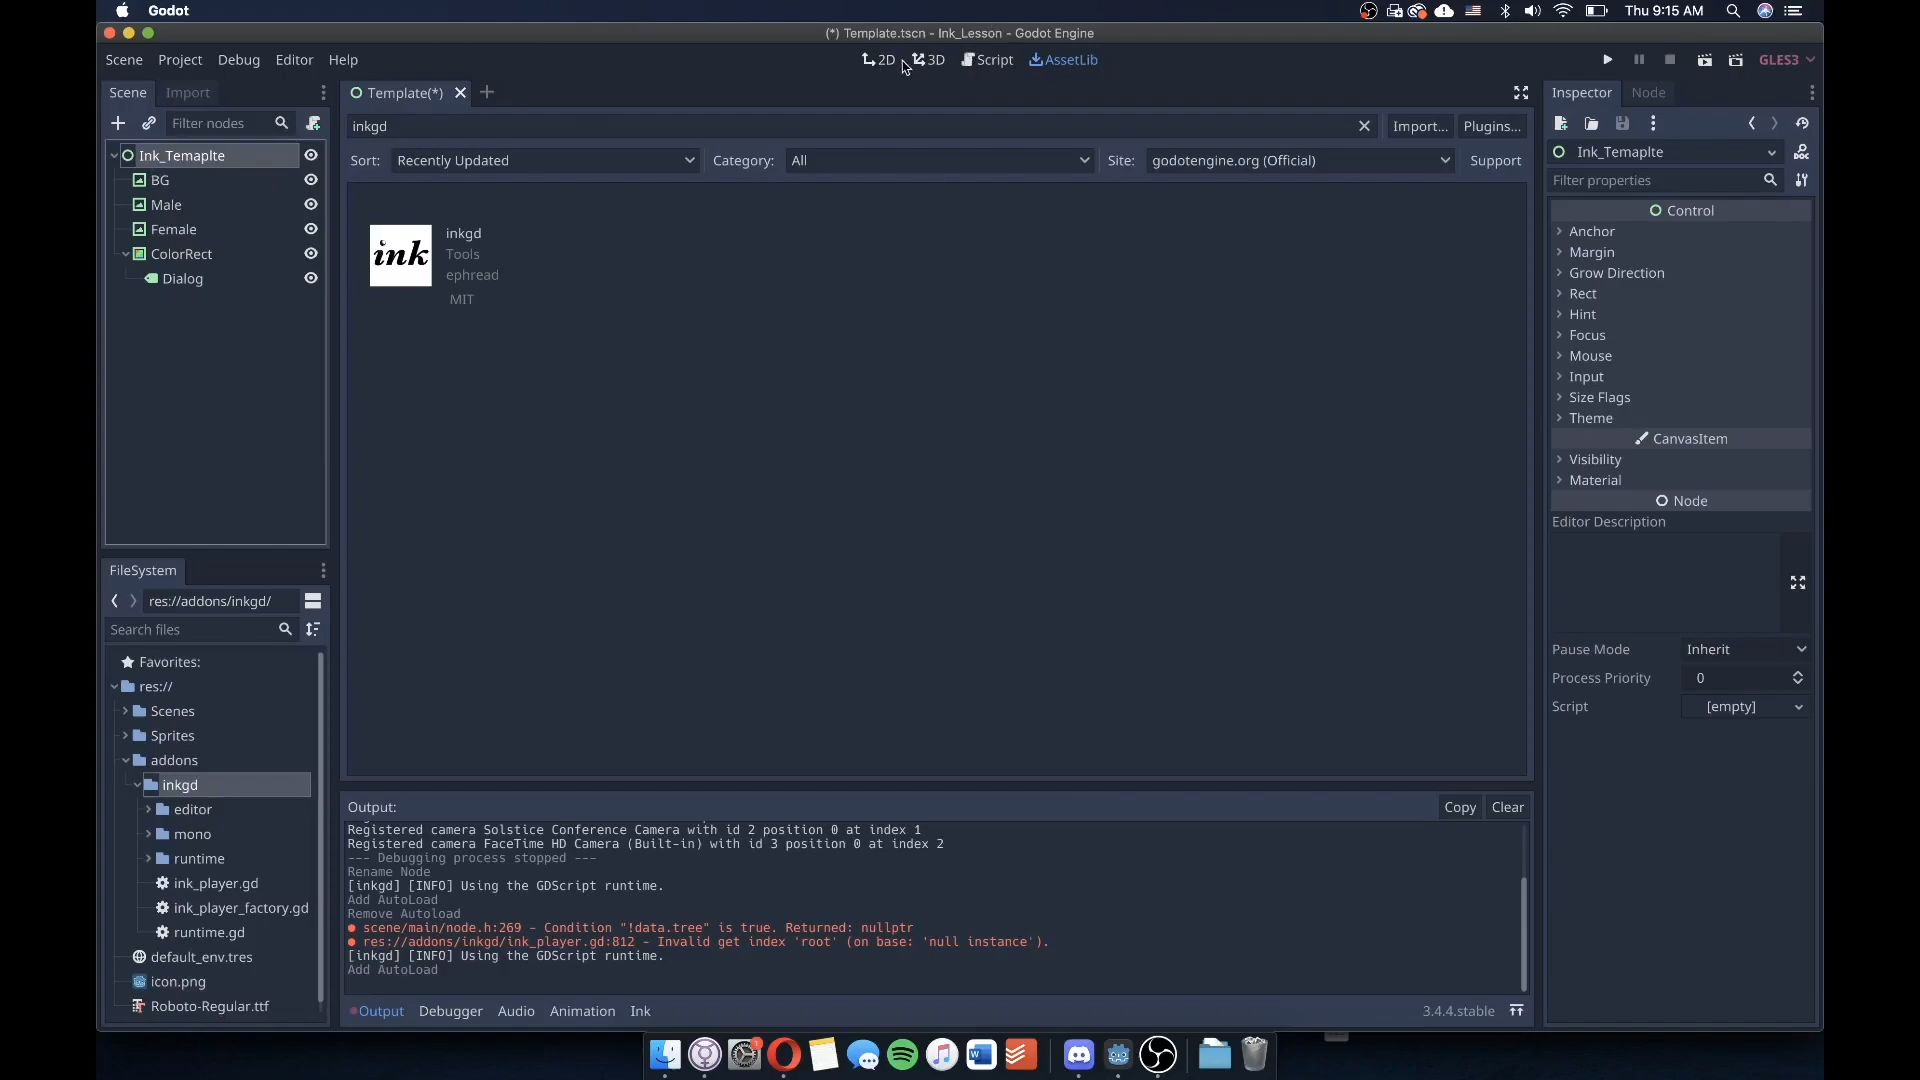 Godot
Thu 9:15 AM
(*) Template.tscn - Ink_Lesson - Godot Engine
Scene Project Debug Editor Help
2D 3D Script AssetLib
GLES3
Scene Import
Filter nodes
Ink_Temaplte
BG
Male
Female
ColorRect
Dialog
Template(*)
inkgd
Import... Plugins...
Sort: Recently Updated Category: All Site: godotengine.org (Official) Support
ink
inkgd
Tools
ephread
MIT
FileSystem
res://addons/inkgd/
Search files
Favorites:
res://
Scenes
Sprites
addons
inkgd
editor
mono
runtime
ink_player.gd
ink_player_factory.gd
runtime.gd
default_env.tres
icon.png
Roboto-Regular.ttf
Output:
Copy Clear
Registered camera Solstice Conference Camera with id 2 position 0 at index 1
Registered camera FaceTime HD Camera (Built-in) with id 3 position 0 at index 2
--- Debugging process stopped ---
Rename Node
[inkgd] [INFO] Using the GDScript runtime.
Add AutoLoad
Remove Autoload
scene/main/node.h:269 - Condition "!data.tree" is true. Returned: nullptr
res://addons/inkgd/ink_player.gd:812 - Invalid get index 'root' (on base: 'null instance').
[inkgd] [INFO] Using the GDScript runtime.
Add AutoLoad
Output Debugger Audio Animation Ink
3.4.4.stable
Inspector Node
Ink_Temaplte
DOC
Filter properties
Control
Anchor
Margin
Grow Direction
Rect
Hint
Focus
Mouse
Input
Size Flags
Theme
CanvasItem
Visibility
Material
Node
Editor Description
Pause Mode Inherit
Process Priority 0
Script [empty]